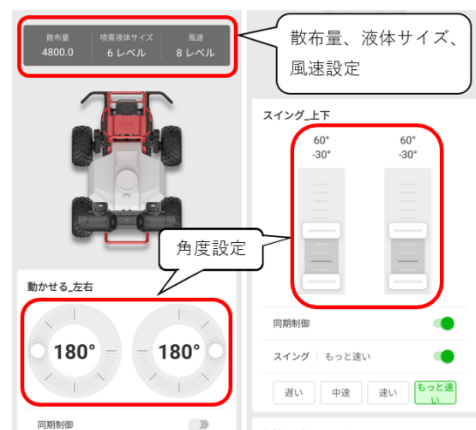 散布量 噴霧液体サイズ 風速
4800.0 6 レベル 8 レベル
散布量、液体サイズ、
風速設定
角度設定
動かせる_左右
180° 180°
同期制御
スイング_上下
60° 60°
-30° -30°
同期制御
スイング もっと速い
遅い 中速 速い もっと速
い